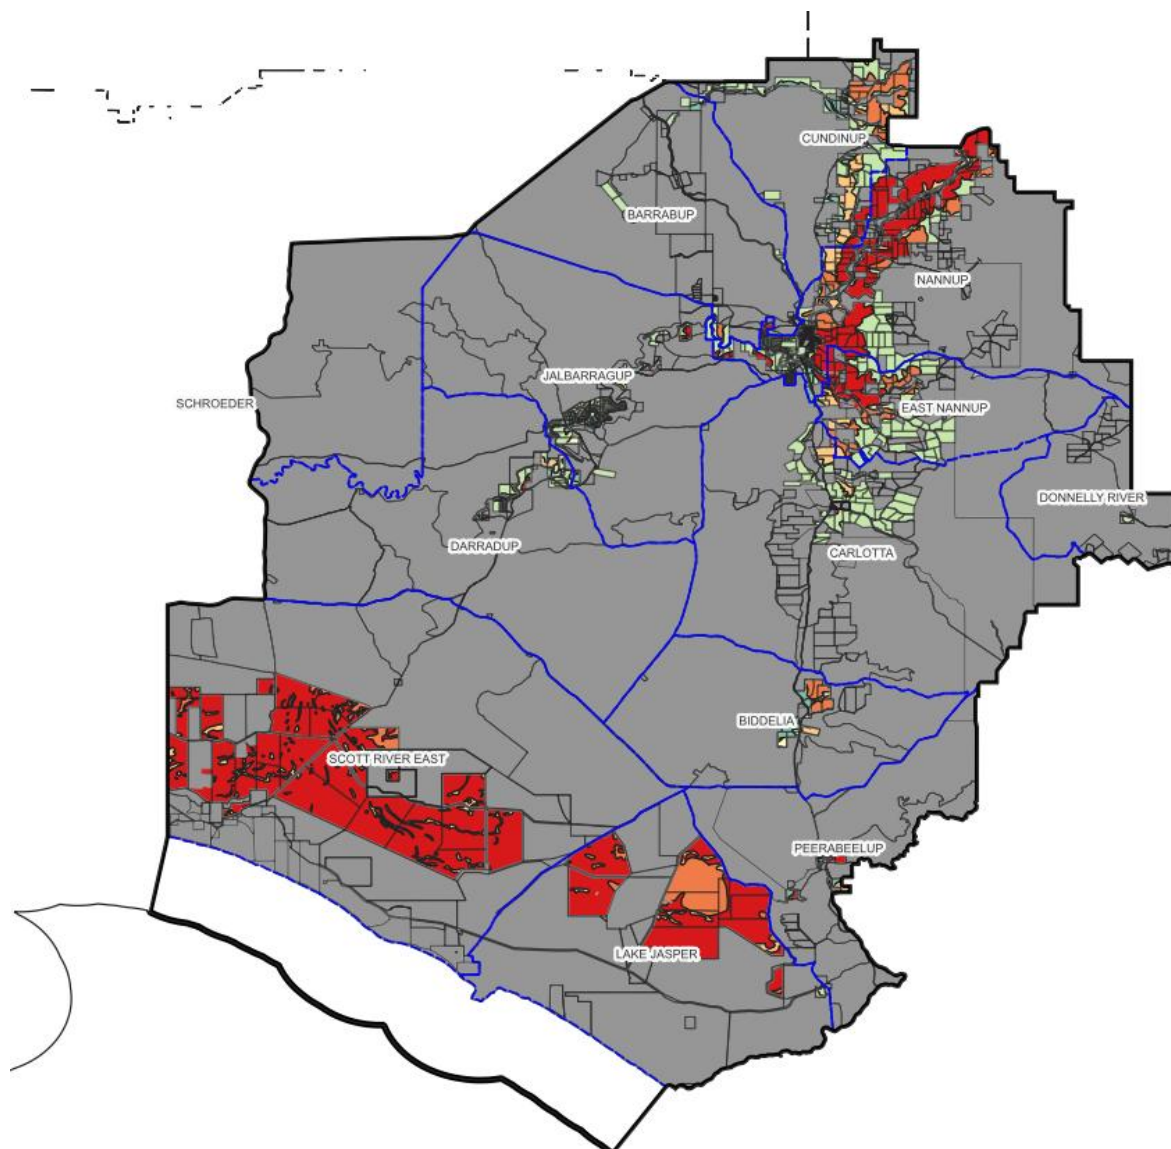 CUNDINUP
BARRABUP
NANNUP
JALBARRAGUP
SCHROEDER
EAST NANNUP
DONNELLY RIVER
DARRADUP
CARLOTTA
BIDDELIA
SCOTT RIVER EAST
PEERABEELUP
LAKE JASPER